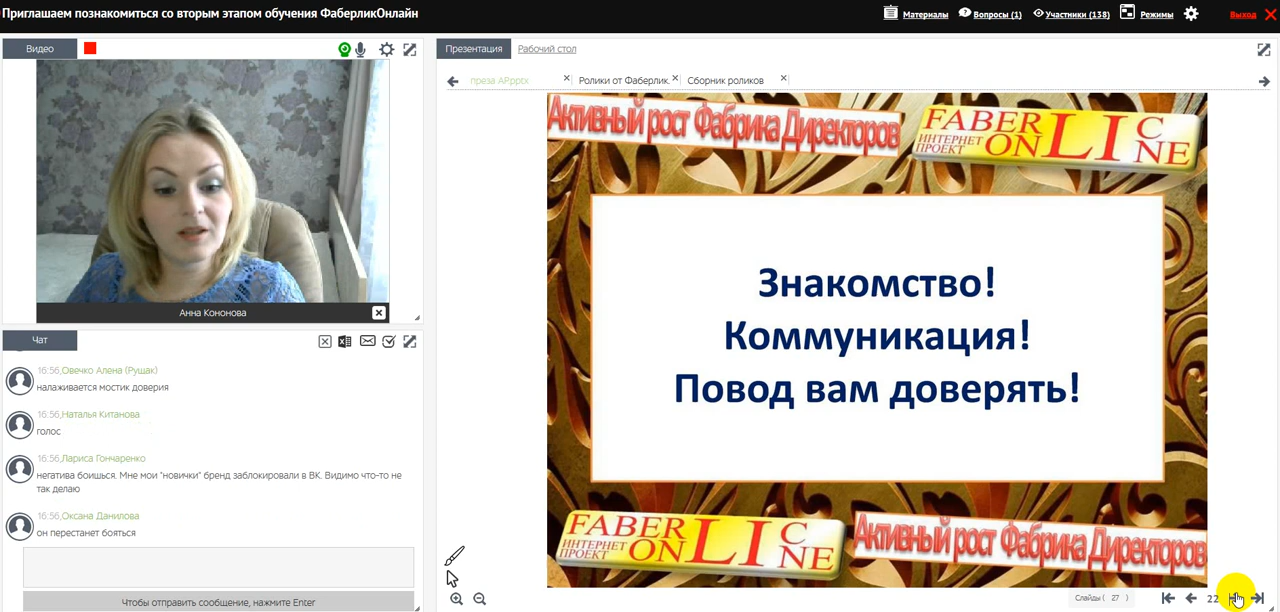 Приглашаем познакомиться со вторым этапом обучения ФаберликОнлайн
Материалы
Вопросы (1)
Участники (138)
Режимы
Выход
Видео
Анна Кононова
Чат
16:56,Овечко Алена (Рушак)
налаживается мостик доверия
16:56,Наталья Китанова
голос
16:56,Лариса Гончаренко
негатива боишься. Мне мои "новички" бренд заблокировали в ВК. Видимо что-то не
так делаю
16:56,Оксана Данилова
он перестанет бояться
Чтобы отправить сообщение, нажмите Enter
Презентация
Рабочий стол
преза АРpptx
Ролики от Фаберлик.
Сборник роликов
Активный рост Фабрика Директоров
FABERLIC
ИНТЕРНЕТ ПРОЕКТ
ONLINE
Знакомство!
Коммуникация!
Повод вам доверять!
FABERLIC
ИНТЕРНЕТ ПРОЕКТ
ONLINE
Активный рост Фабрика Директоров
Слайды ( 27 )
22